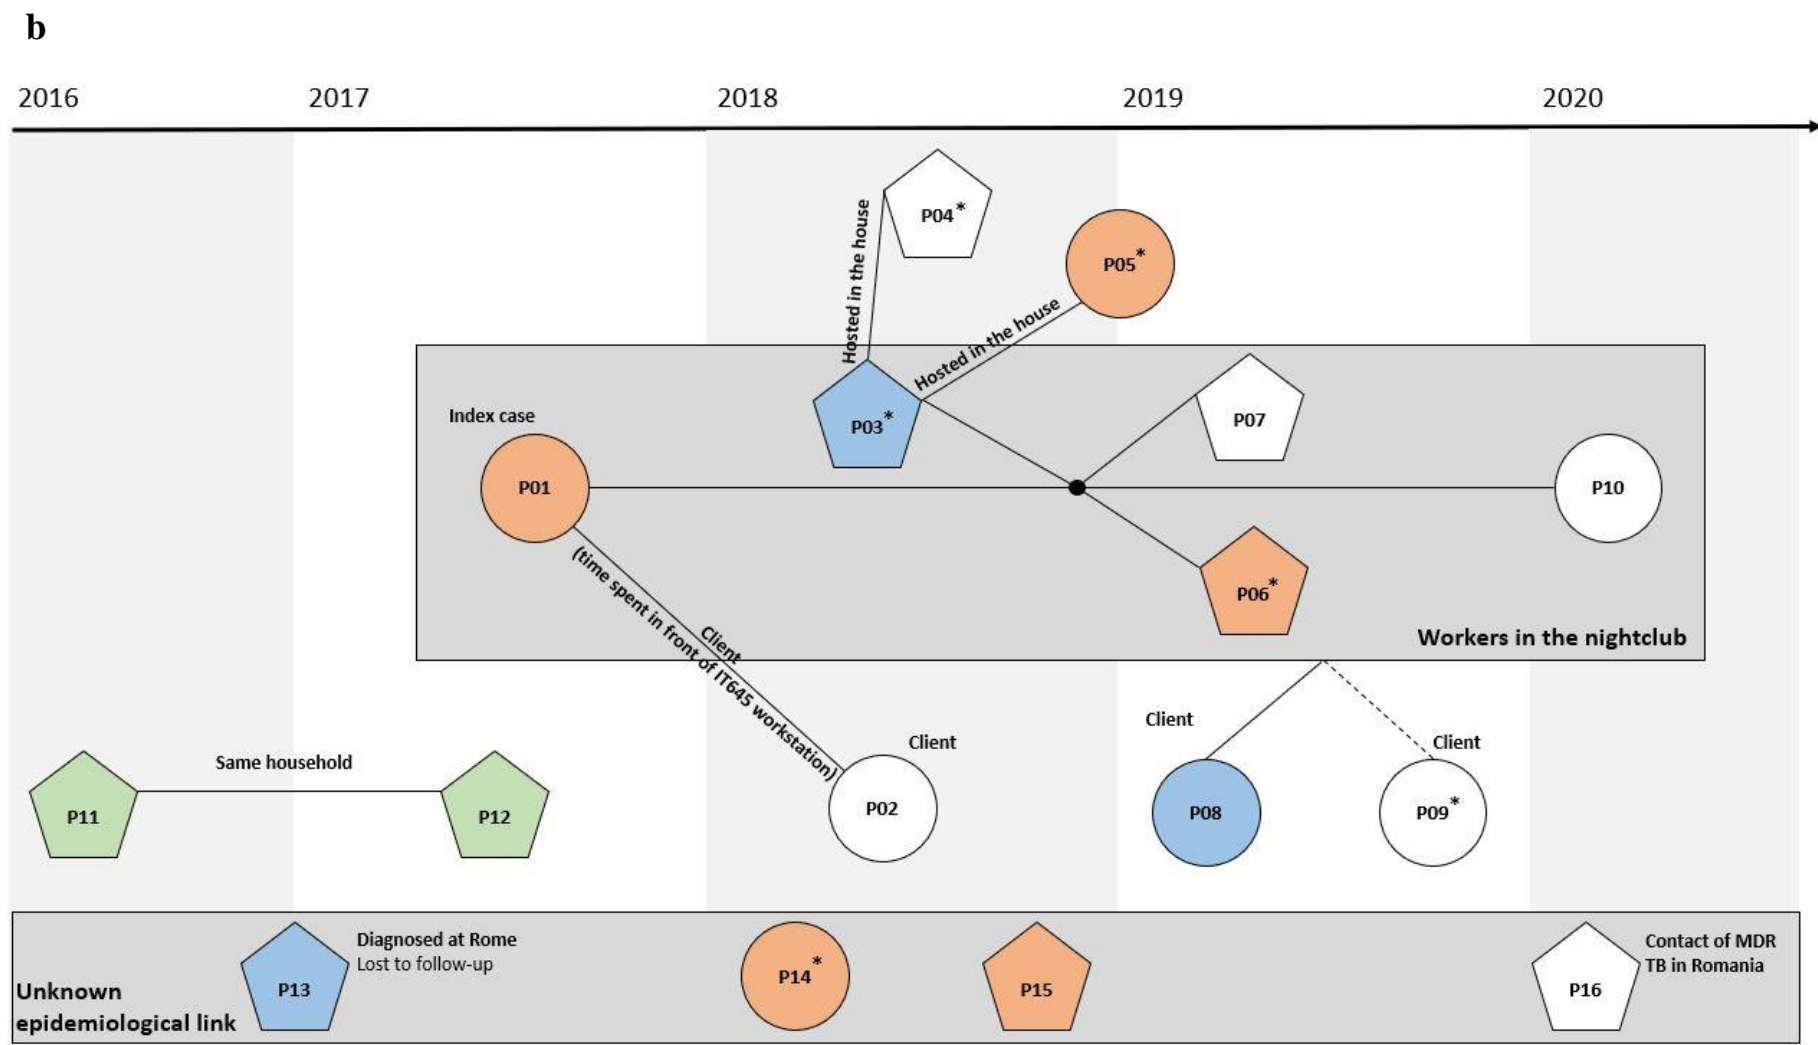 b
2016 2017 2018 2019 2020
P04*
P05*
Hosted in the house
Hosted in the house
Index case
P03*
P07
P01
P10
P06*
Workers in the nightclub
Client
(time spent in front of IT645 workstation)
Client
Client
Client
Same household
P11
P12
P02
P08
P09*
Diagnosed at Rome
Lost to follow-up
Contact of MDR
TB in Romania
P13
P14*
P15
P16
Unknown
epidemiological link